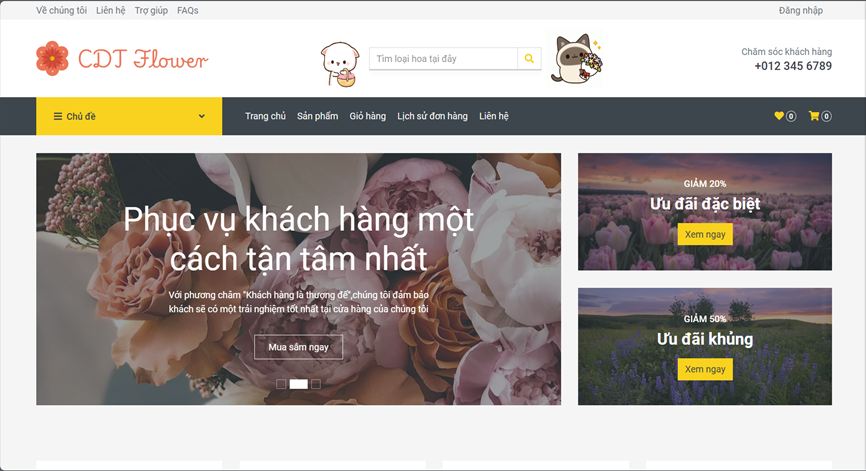 Về chúng tôi Liên hệ Trợ giúp FAQs Đăng nhập
CDT Flower
Tìm loại hoa tại đây
Chăm sóc khách hàng
+012 345 6789
Chủ đề
Trang chủ Sản phẩm Giỏ hàng Lịch sử đơn hàng Liên hệ 0 0
Phục vụ khách hàng một
cách tận tâm nhất
Với phương châm "Khách hàng là thượng đế",chúng tôi đảm bảo
khách sẽ có một trải nghiệm tốt nhất tại cửa hàng của chúng tôi
Mua sắm ngay
GIẢM 20%
Ưu đãi đặc biệt
Xem ngay
GIẢM 50%
Ưu đãi khủng
Xem ngay